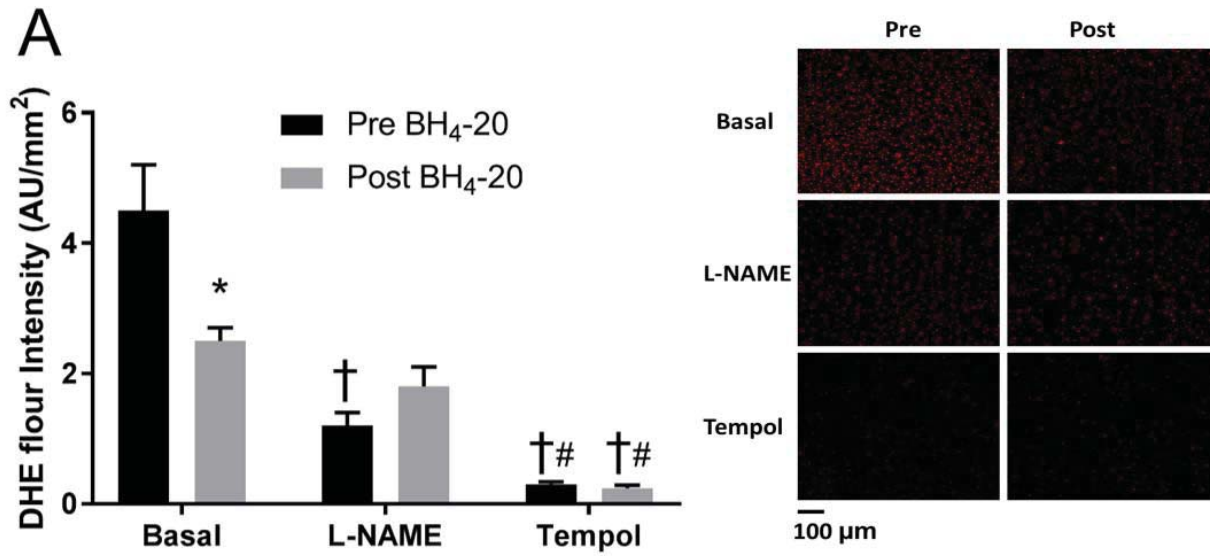 A
DHE flour Intensity (AU/mm²)
6
4
2
0
Pre BH₄-20
Post BH₄-20
*
†
†#
†#
Basal
L-NAME
Tempol
Pre
Post
Basal
L-NAME
Tempol
100 µm